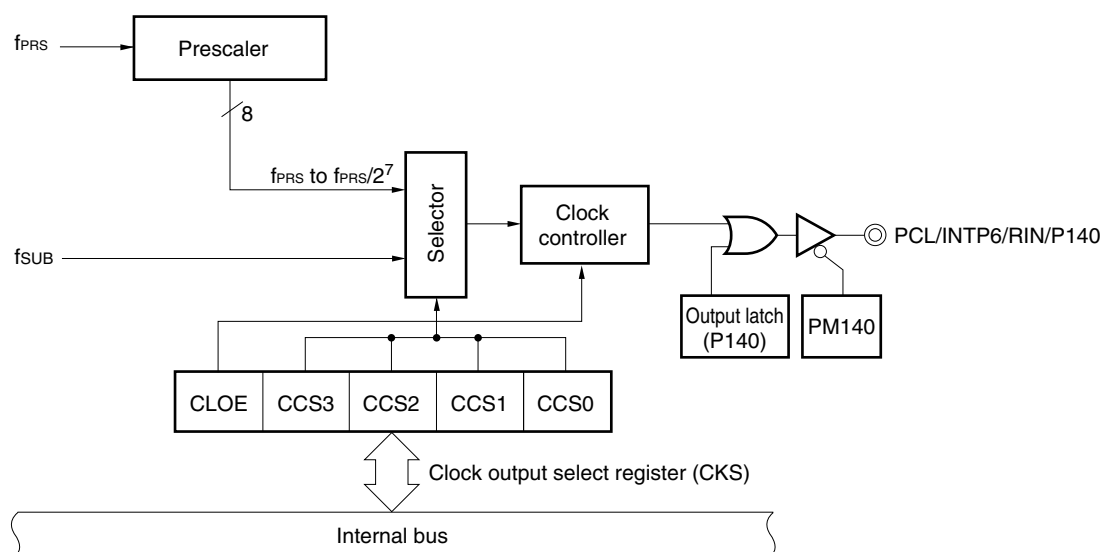 fPRS
Prescaler
8
fPRS to fPRS/2⁷
Selector
Clock
controller
PCL/INTP6/RIN/P140
fSUB
Output latch
(P140)
PM140
CLOE CCS3 CCS2 CCS1 CCS0
Clock output select register (CKS)
Internal bus